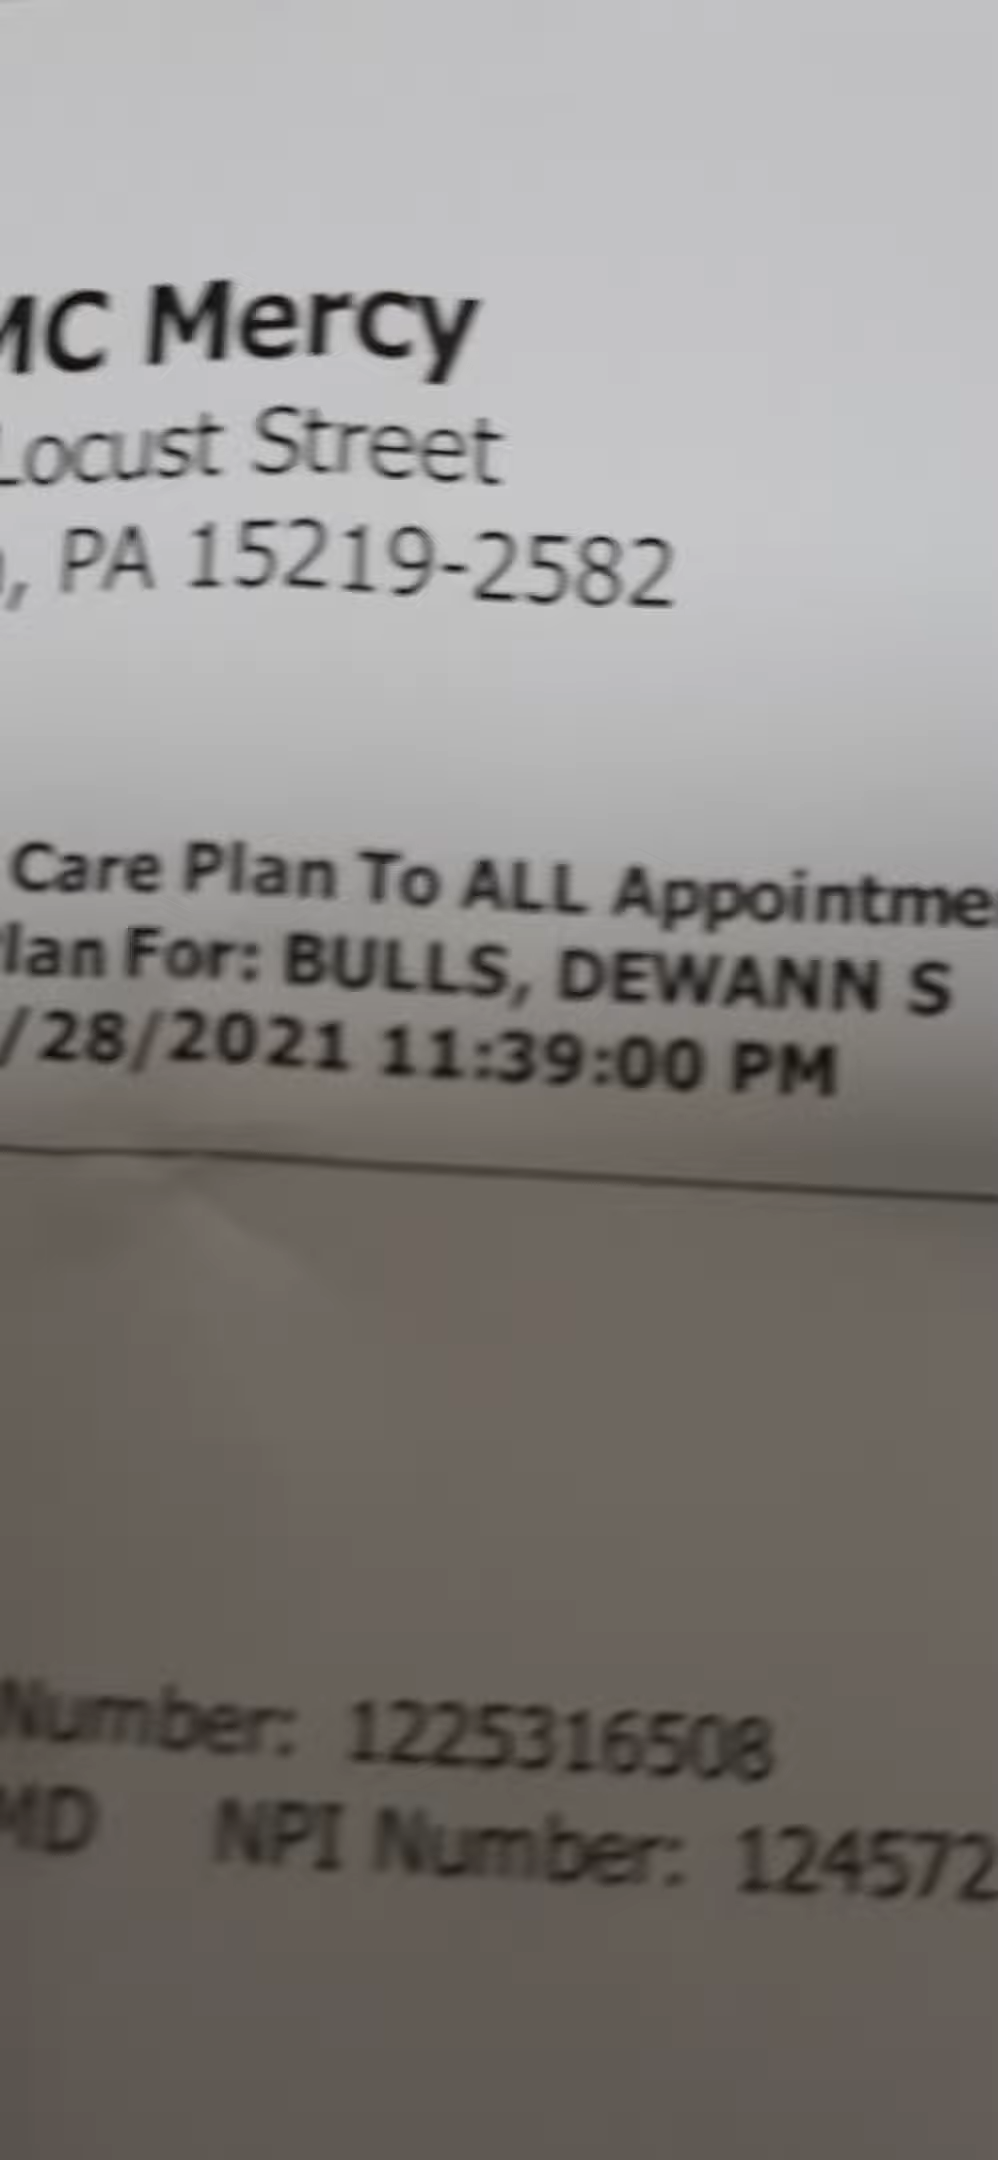 MC Mercy
Locust Street
, PA 15219-2582
Care Plan To ALL Appointme
lan For: BULLS, DEWANN S
/28/2021 11:39:00 PM
Number: 1225316508
MD NPI Number: 124572